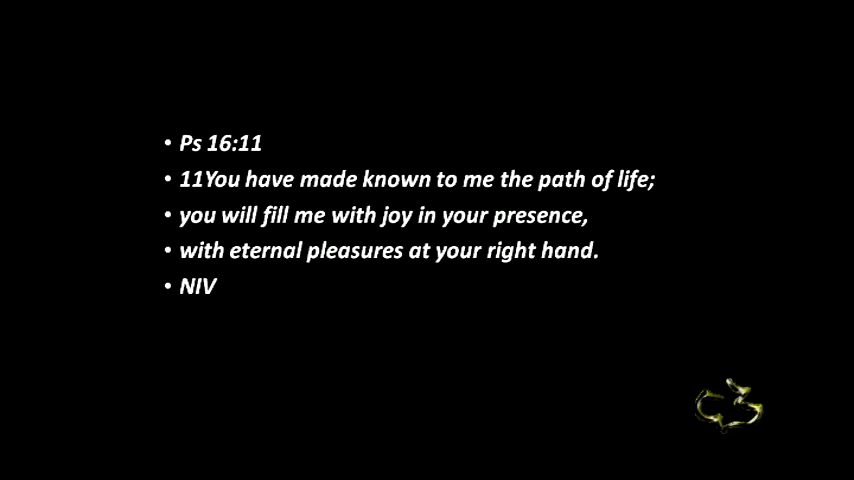 • Ps 16:11
• 11You have made known to me the path of life;
• you will fill me with joy in your presence,
• with eternal pleasures at your right hand.
• NIV
C3